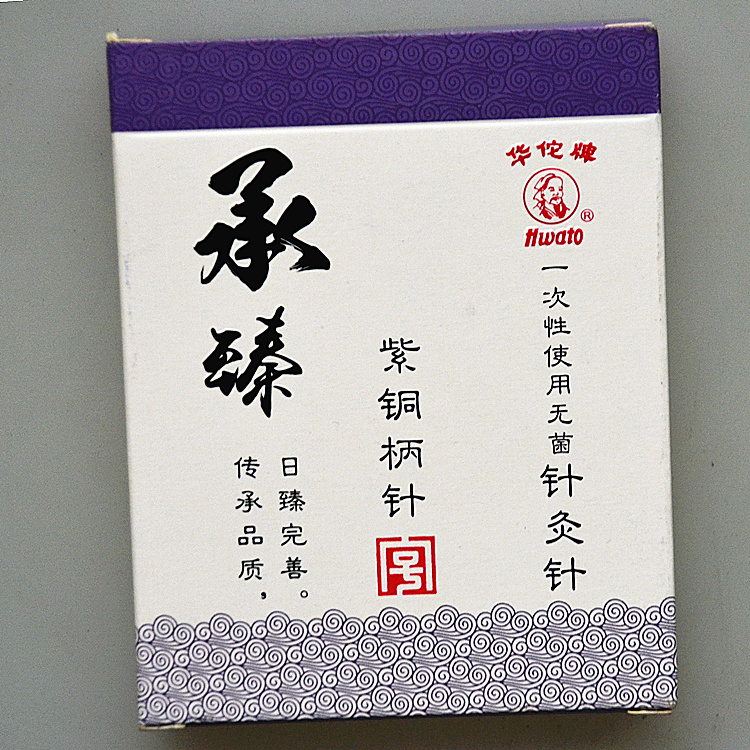 华佗牌
Hwato
®
一次性使用无菌针灸针
紫铜柄针
承臻
传承品质，
日臻完善。